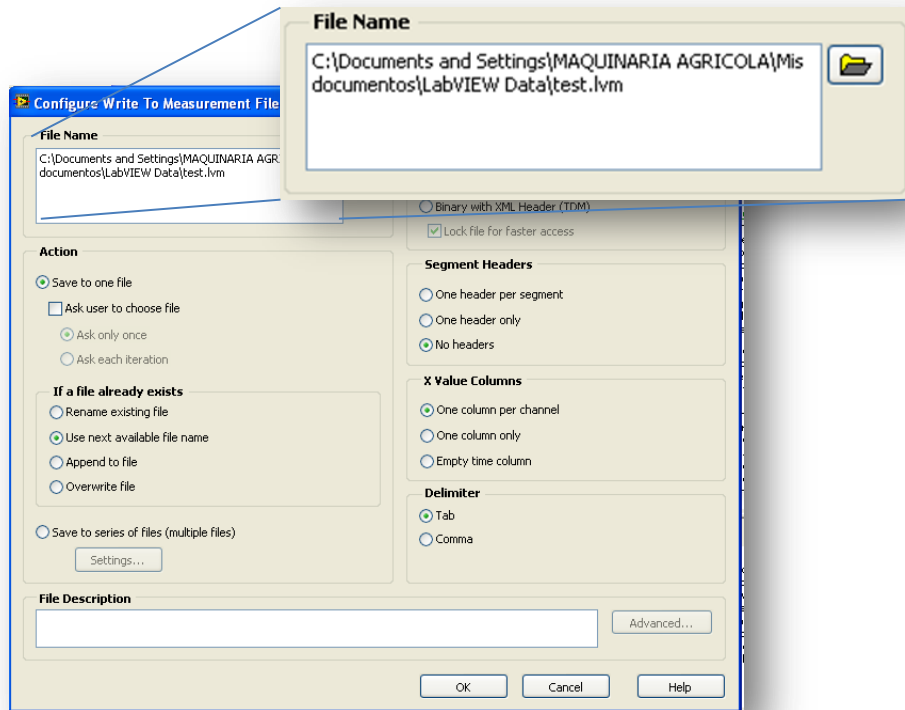 File Name
C:\Documents and Settings\MAQUINARIA AGRICOLA\Mis
documentos\LabVIEW Data\test.lvm
Configure Write To Measurement File
File Name
C:\Documents and Settings\MAQUINARIA AGRI
documentos\LabVIEW Data\test.lvm
Binary with XML Header (TDM)
Lock file for faster access
Action
Save to one file
Ask user to choose file
Ask only once
Ask each iteration
If a file already exists
Rename existing file
Use next available file name
Append to file
Overwrite file
Save to series of files (multiple files)
Settings...
Segment Headers
One header per segment
One header only
No headers
X Value Columns
One column per channel
One column only
Empty time column
Delimiter
Tab
Comma
File Description
Advanced...
OK
Cancel
Help